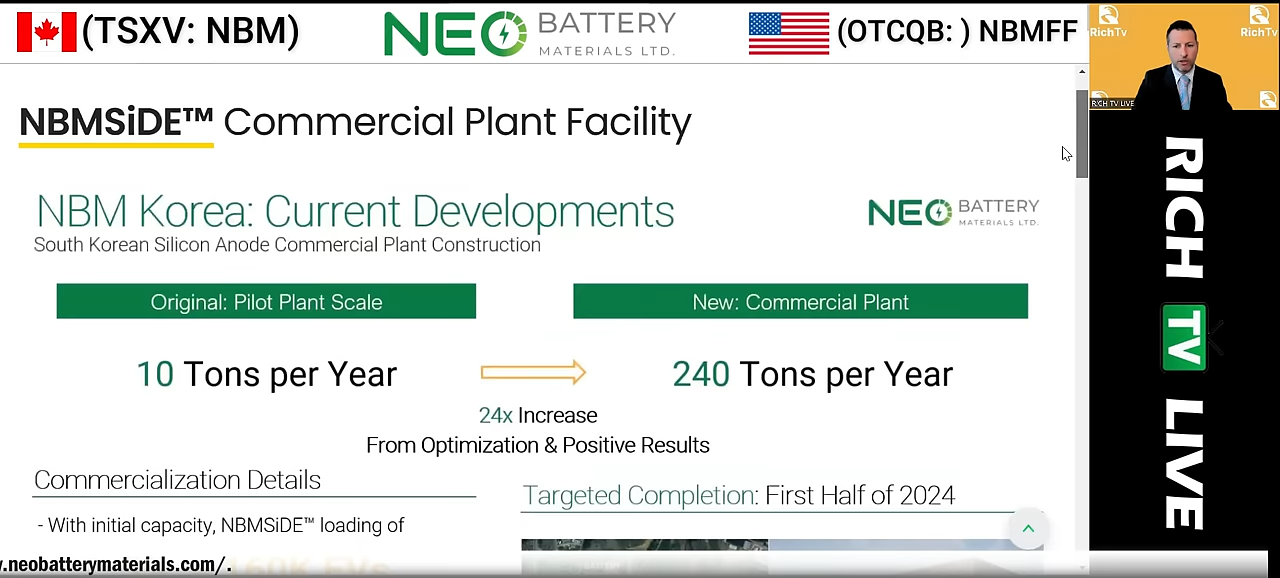 (TSXV: NBM)
NEO BATTERY
MATERIALS LTD.
(OTCQB: ) NBMFF
RichTv
RichTv
RICH TV LIVE
NBMSiDE™ Commercial Plant Facility
NBM Korea: Current Developments
South Korean Silicon Anode Commercial Plant Construction
NEO BATTERY
MATERIALS LTD.
Original: Pilot Plant Scale
New: Commercial Plant
10 Tons per Year
240 Tons per Year
24x Increase
From Optimization & Positive Results
Commercialization Details
Targeted Completion: First Half of 2024
- With initial capacity, NBMSiDE™ loading of
60K EVs
.neobatterymaterials.com/.
RICH TV LIVE